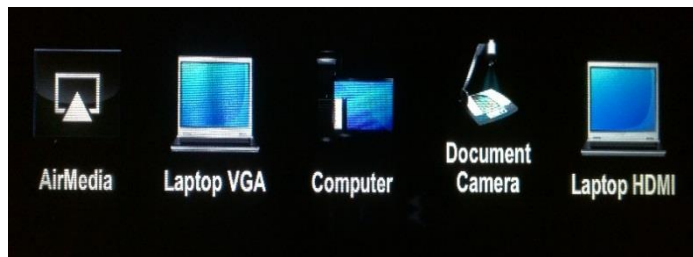 AirMedia
Laptop VGA
Computer
Document
Camera
Laptop HDMI